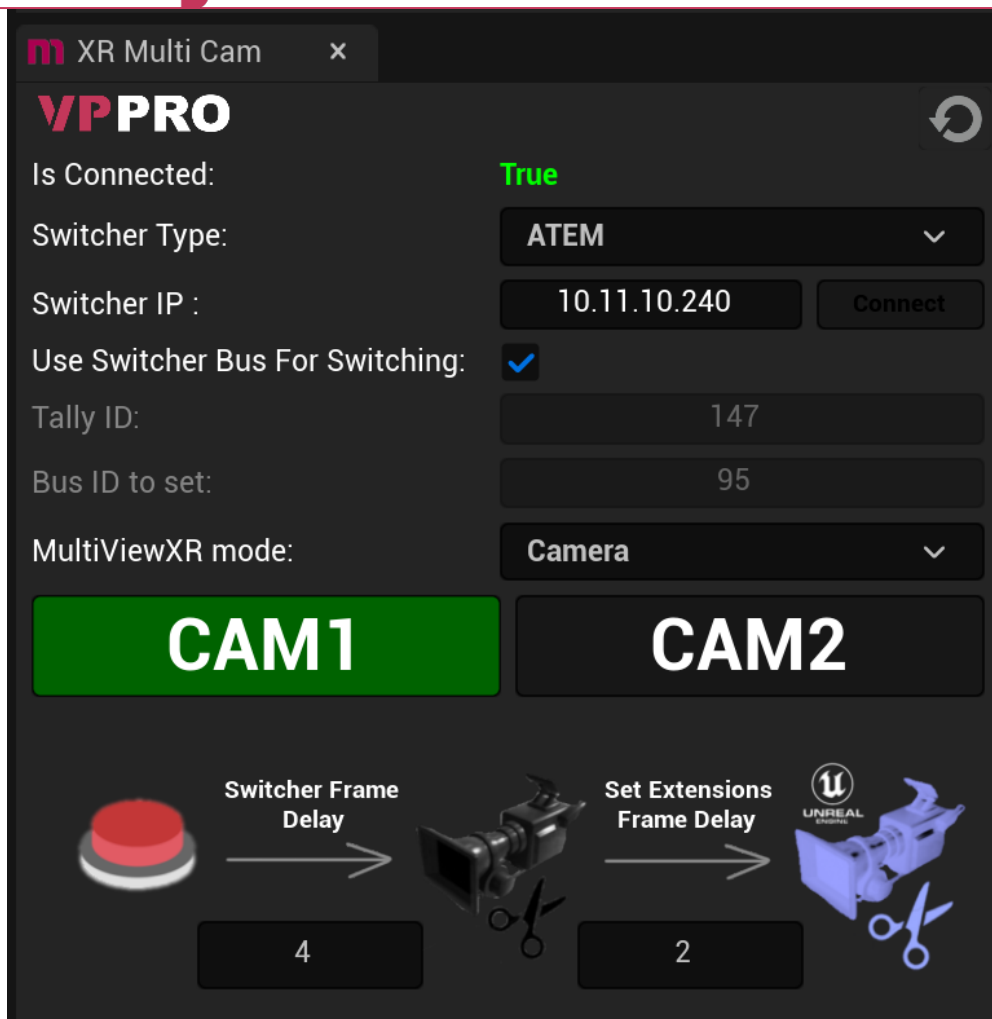 XR Multi Cam
VPPRO
Is Connected: True
Switcher Type: ATEM
Switcher IP : 10.11.10.240 Connect
Use Switcher Bus For Switching:
Tally ID: 147
Bus ID to set: 95
MultiViewXR mode: Camera
CAM1 CAM2
Switcher Frame
Delay
Set Extensions
Frame Delay
UNREAL
ENGINE
4 2